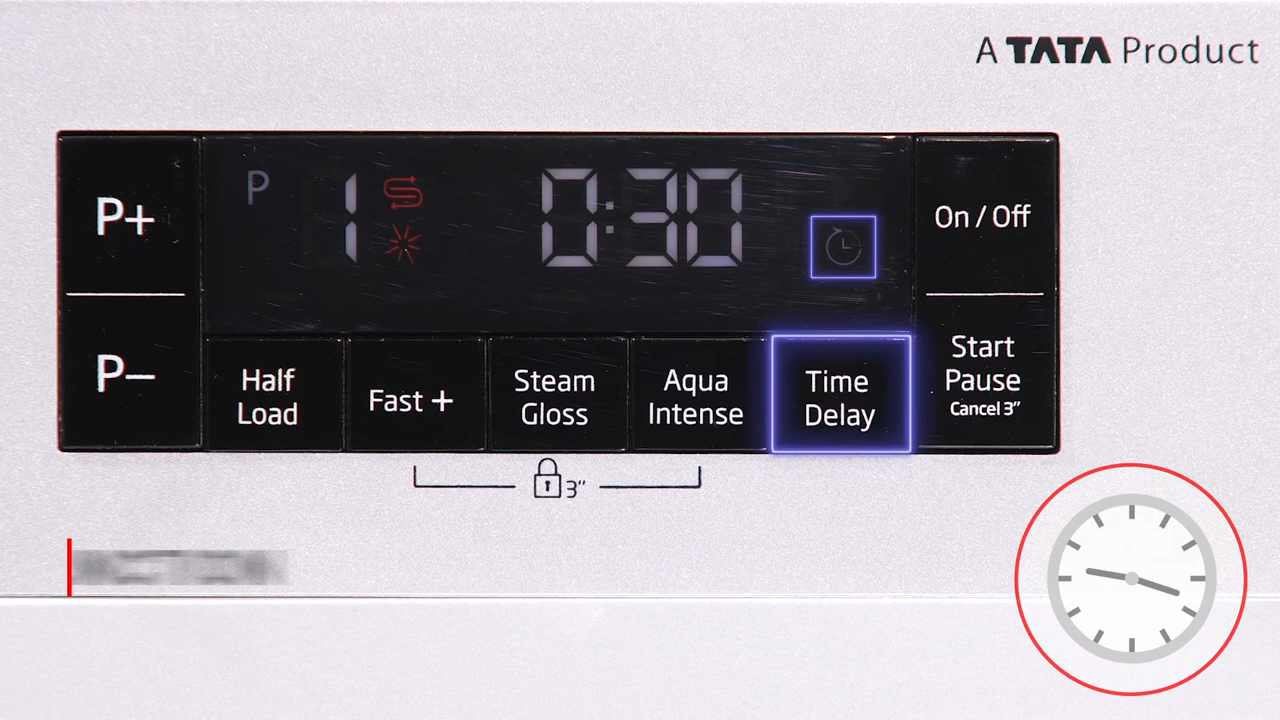 A TATA Product
P+
P 1 0:30
On / Off
P−
Half
Load
Fast +
Steam
Gloss
Aqua
Intense
Time
Delay
Start
Pause
Cancel 3"
3"